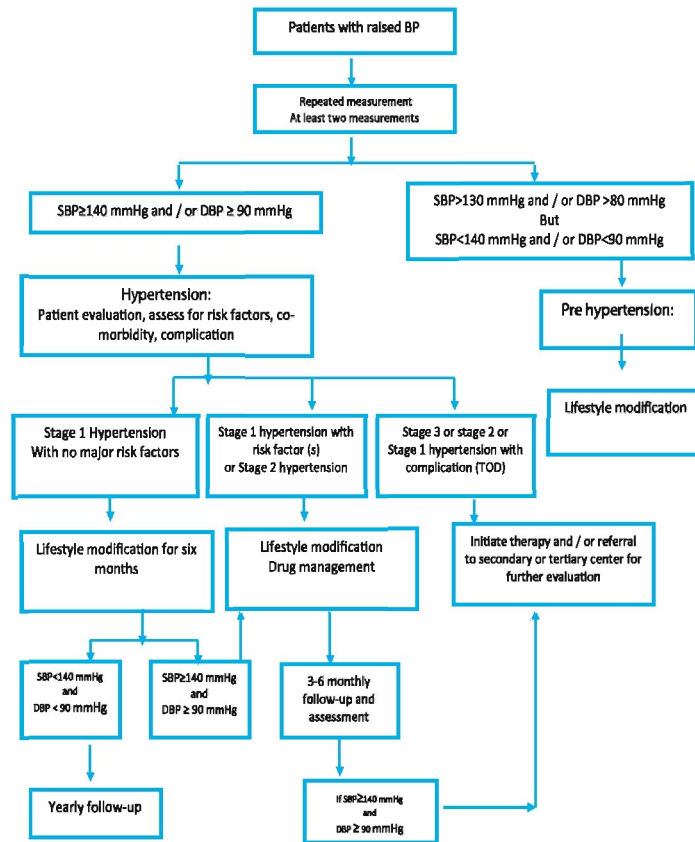 Patients with raised BP
Repeated measurement
At least two measurements
SBP≥140 mmHg and / or DBP ≥ 90 mmHg
SBP>130 mmHg and / or DBP >80 mmHg
But
SBP<140 mmHg and / or DBP<90 mmHg
Hypertension:
Patient evaluation, assess for risk factors, co-
morbidity, complication
Pre hypertension:
Lifestyle modification
Stage 1 Hypertension
With no major risk factors
Stage 1 hypertension with
risk factor (s)
or Stage 2 hypertension
Stage 3 or stage 2 or
Stage 1 hypertension with
complication (TOD)
Lifestyle modification for six
months
Lifestyle modification
Drug management
Initiate therapy and / or referral
to secondary or tertiary center for
further evaluation
SBP<140 mmHg
and
DBP < 90 mmHg
SBP≥140 mmHg
and
DBP ≥ 90 mmHg
3-6 monthly
follow-up and
assessment
Yearly follow-up
If SBP≥140 mmHg
and
DBP ≥ 90 mmHg